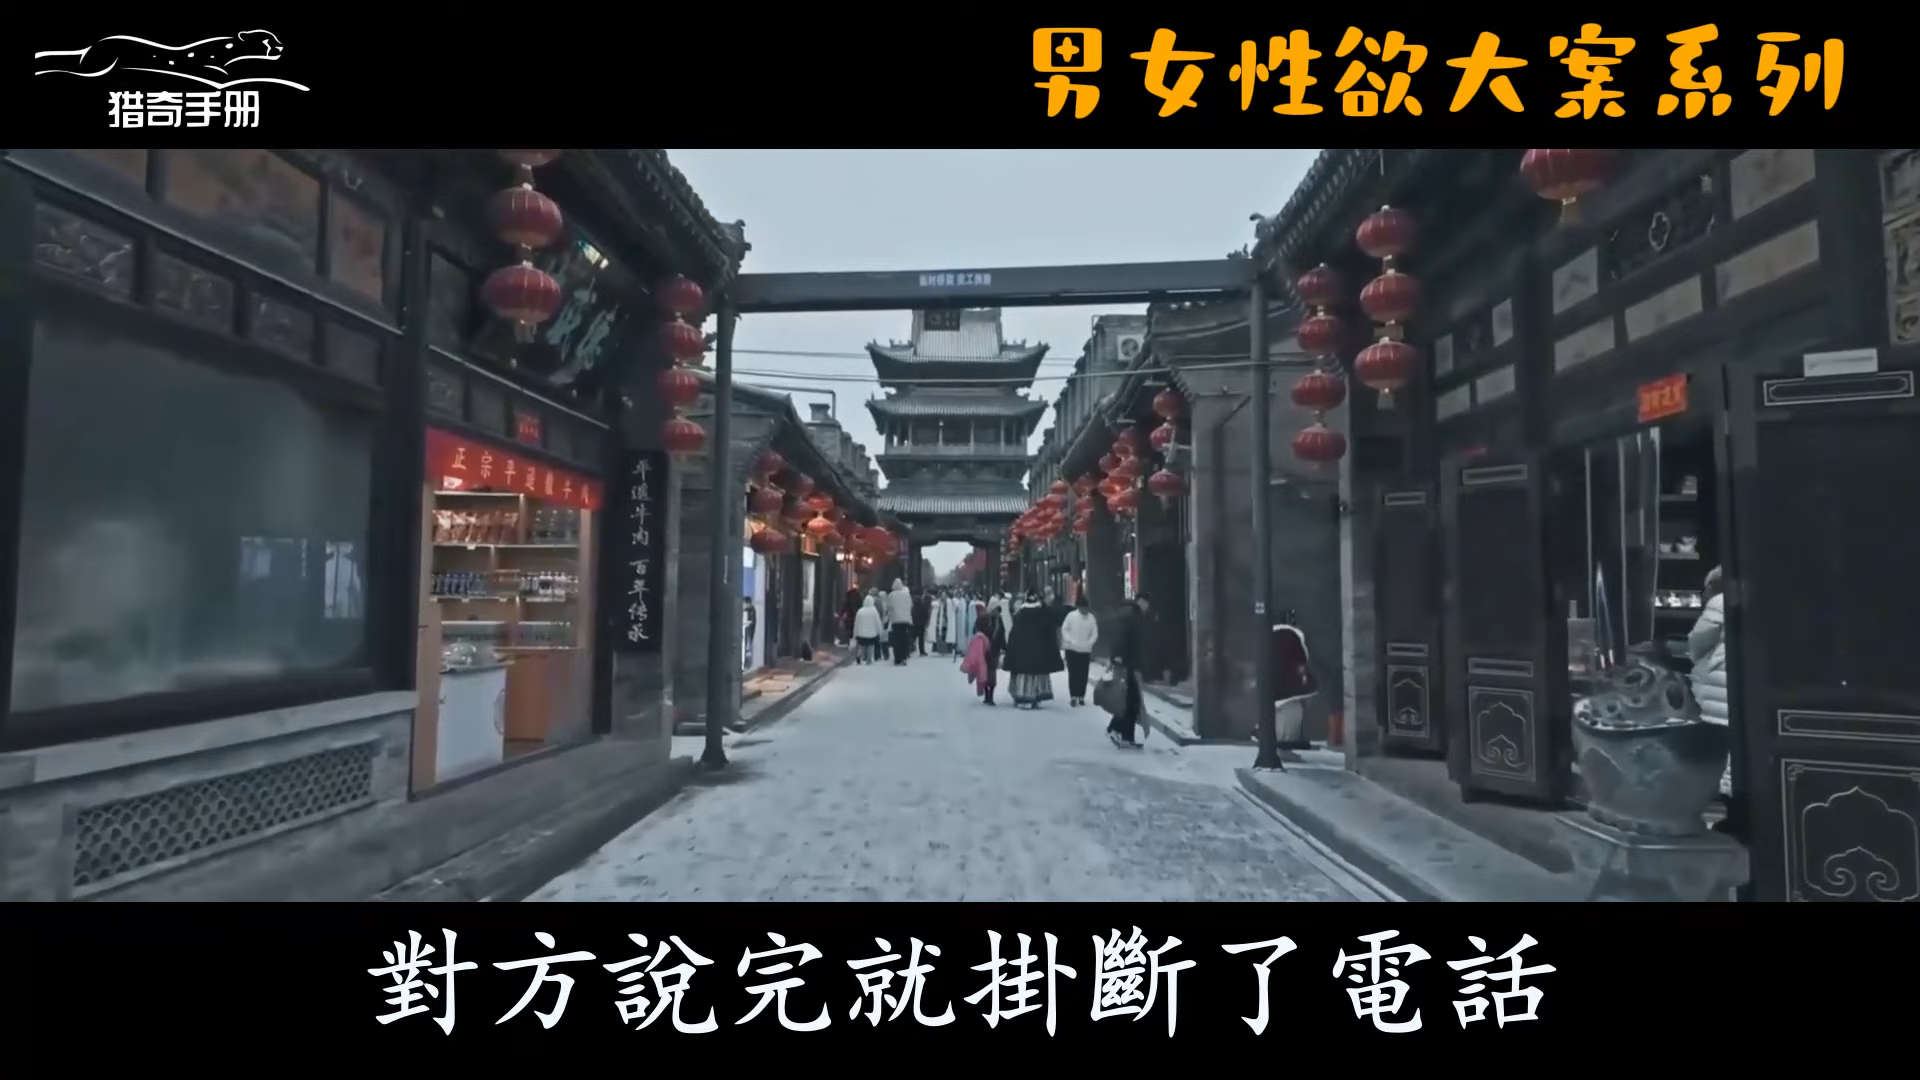 猎奇手册
男女性欲大案系列
正宗平遥牛肉
平遥牛肉 百年传承
對方說完就掛斷了電話